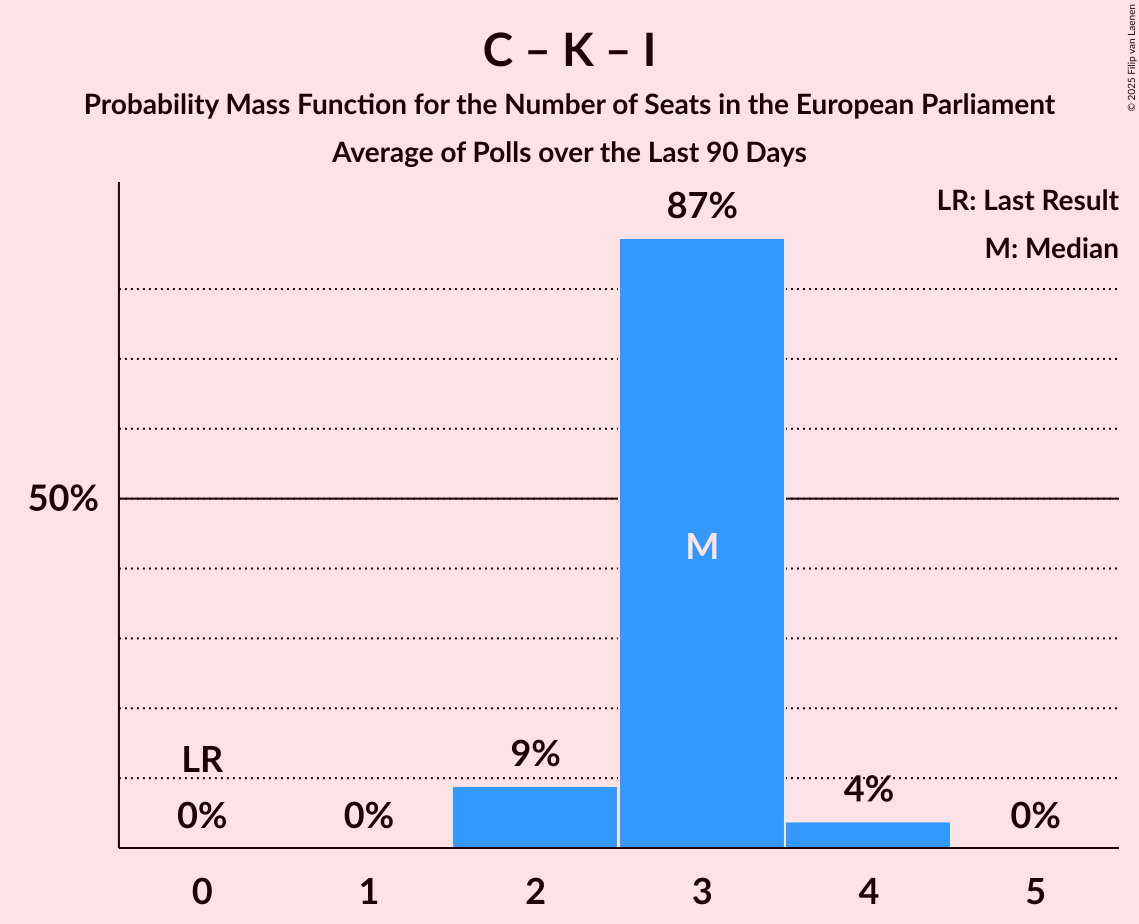 C – K – I
Probability Mass Function for the Number of Seats in the European Parliament
Average of Polls over the Last 90 Days
© 2025 Filip van Laenen
LR: Last Result
M: Median
87%
50%
M
LR
9%
4%
0%
0%
0%
0
1
2
3
4
5